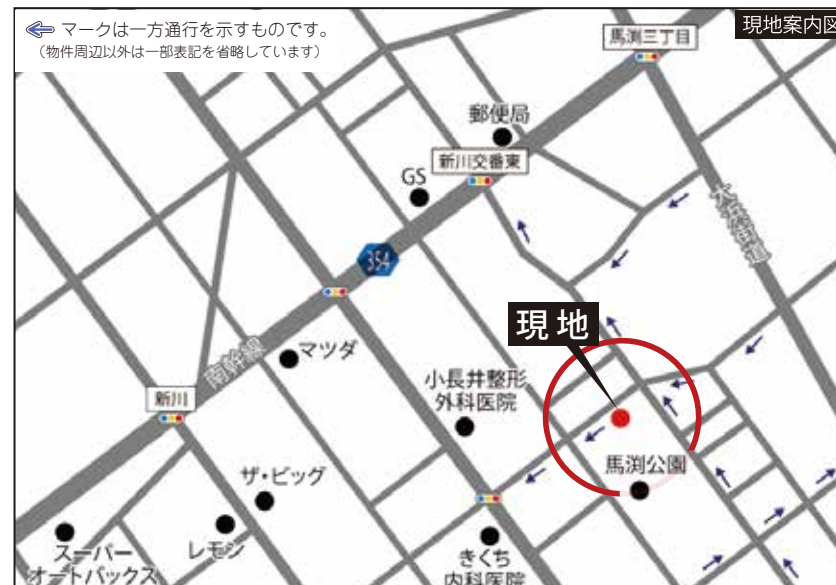 マークは一方通行を示すものです。
（物件周辺以外は一部表記を省略しています）
現地案内図
馬渕三丁目
郵便局
新川交番東
GS
大浜街道
354
現地
マツダ
南幹線
小長井整形
外科医院
新川
馬渕公園
ザ・ビッグ
レモン
スーパー
オートバックス
きくち
内科医院